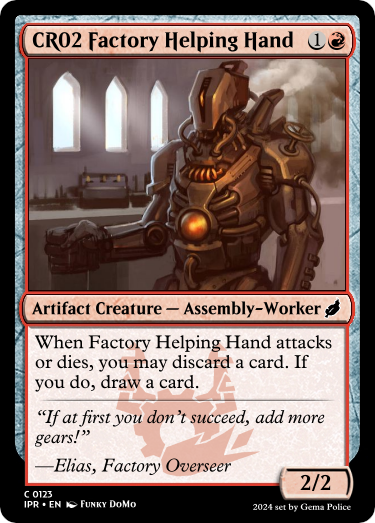 CR02 Factory Helping Hand 1
Artifact Creature — Assembly-Worker
When Factory Helping Hand attacks
or dies, you may discard a card. If
you do, draw a card.
“If at first you don’t succeed, add more
gears!”
—Elias, Factory Overseer
2/2
C 0123
IPR • EN Funky DoMo
2024 set by Gema Police